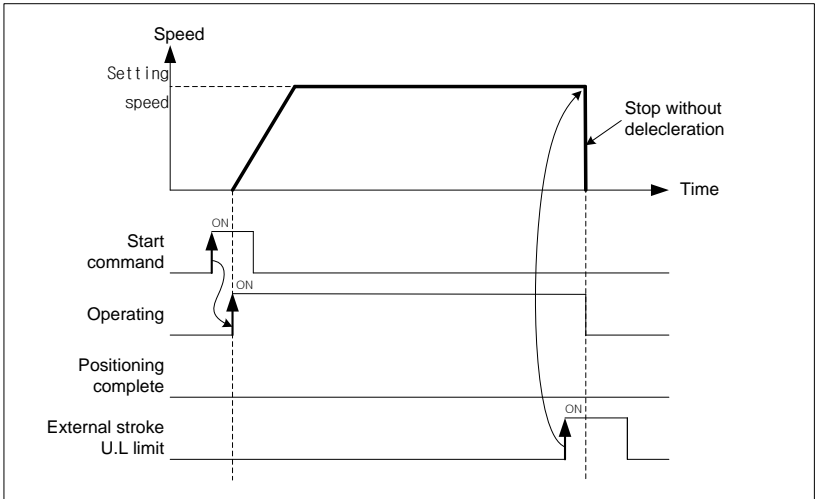 Speed
Setting
speed
Stop without
delecleration
Time
ON
Start
command
ON
Operating
Positioning
complete
ON
External stroke
U.L limit